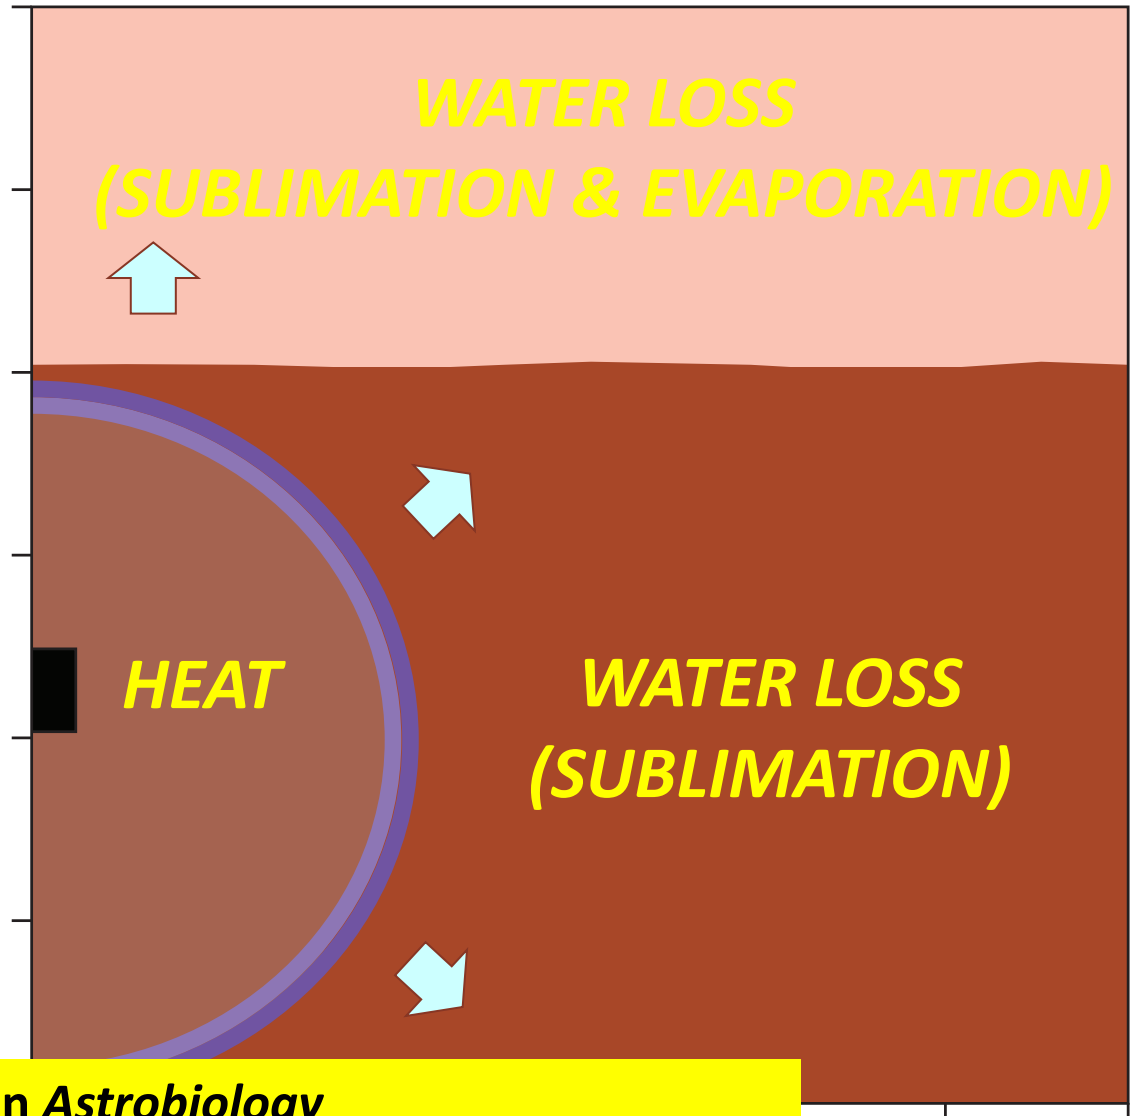 WATER LOSS
(SUBLIMATION & EVAPORATION)
HEAT
WATER LOSS
(SUBLIMATION)
n Astrobiology